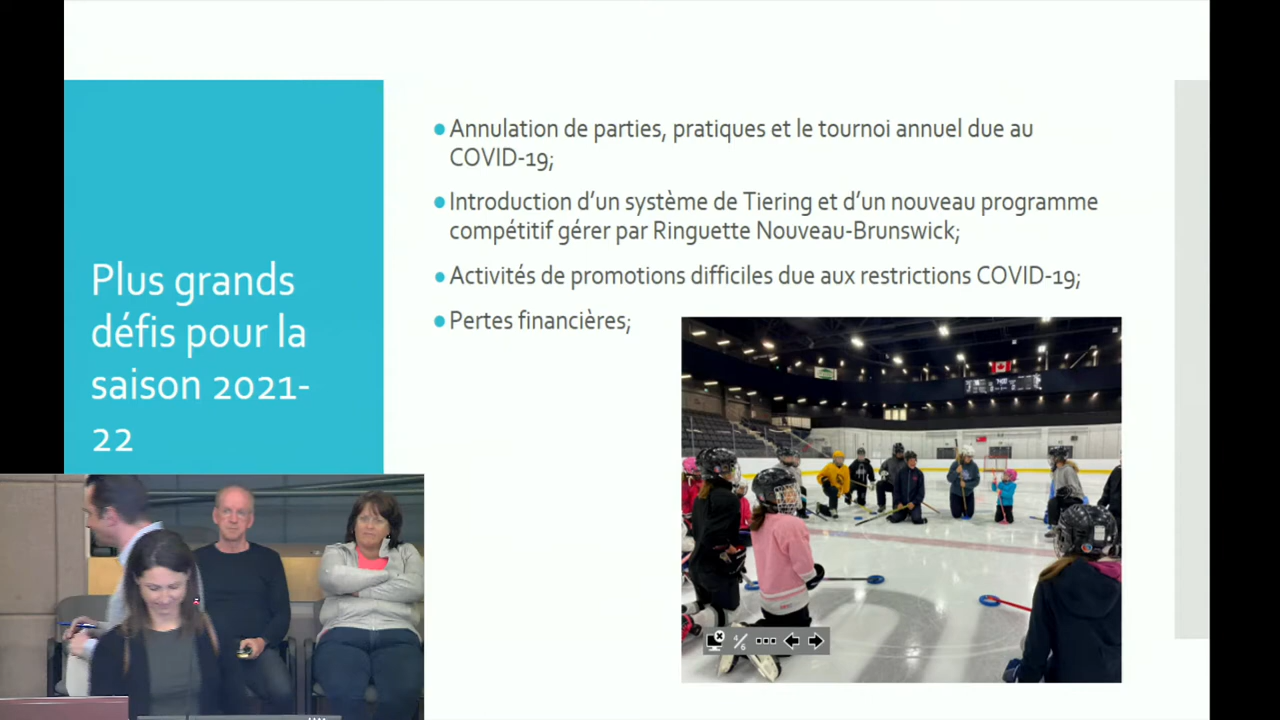 Plus grands
défis pour la
saison 2021-
22
● Annulation de parties, pratiques et le tournoi annuel due au
COVID-19;
● Introduction d’un système de Tiering et d’un nouveau programme
compétitif gérer par Ringuette Nouveau-Brunswick;
● Activités de promotions difficiles due aux restrictions COVID-19;
● Pertes financières;
4/6